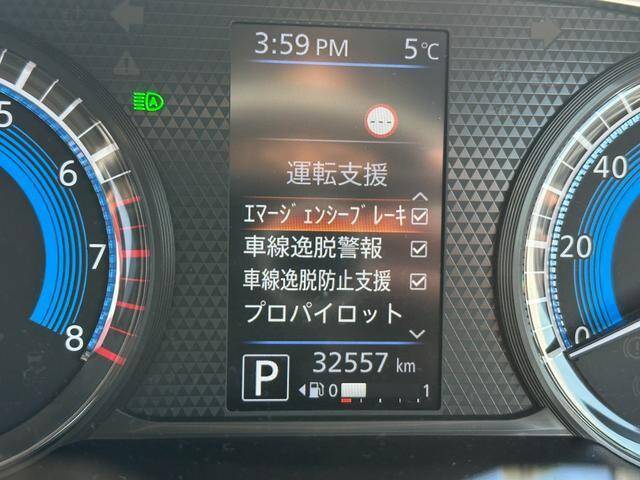 3:59 PM 5℃
---
運転支援
ｴﾏｰｼﾞｪﾝｼｰﾌﾞﾚｰｷ
車線逸脱警報
車線逸脱防止支援
プロパイロット
32557 km
P
0 1
A
5
6
7
8
40
20
0